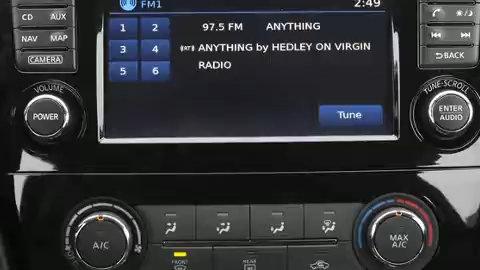 CD AUX
FM1 2:49
1 2 97.5 FM ANYTHING
NAV MAP
3 4 ANYTHING by HEDLEY ON VIRGIN
CAMERA
5 6 RADIO
BACK
VOLUME
TUNE·SCROLL
POWER
Tune
ENTER
AUDIO
A/C
MAX
A/C
FRONT
REAR